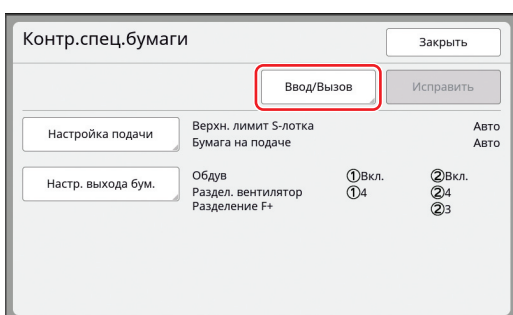 Контр.спец.бумаги Закрыть
Ввод/Вызов Исправить
Настройка подачи Верхн. лимит S-лотка Авто
Бумага на подаче Авто
Настр. выхода бум. Обдув ①Вкл. ②Вкл.
Раздел. вентилятор ①4 ②4
Разделение F+ ②3